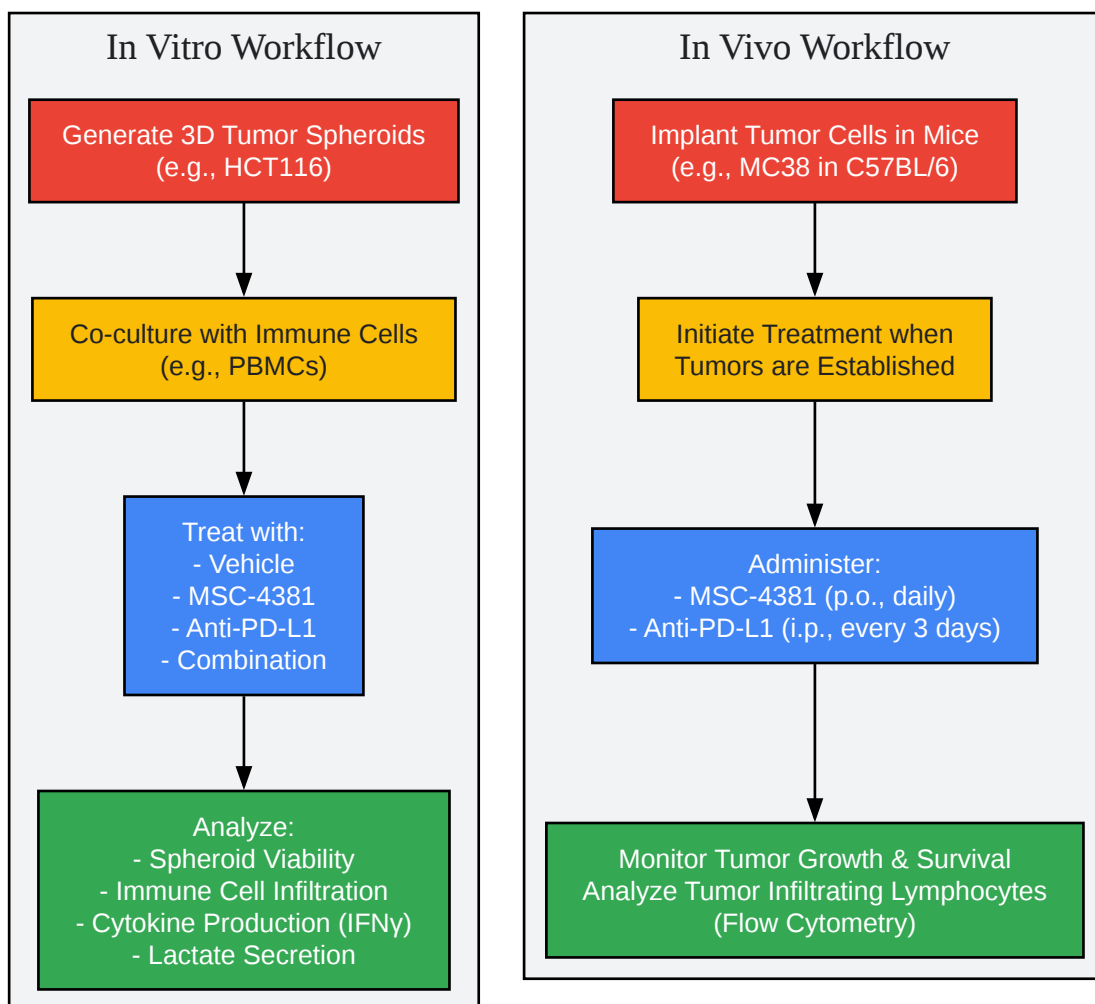 In Vitro Workflow
Generate 3D Tumor Spheroids
(e.g., HCT116)
Co-culture with Immune Cells
(e.g., PBMCs)
Treat with:
- Vehicle
- MSC-4381
- Anti-PD-L1
- Combination
Analyze:
- Spheroid Viability
- Immune Cell Infiltration
- Cytokine Production (IFNγ)
- Lactate Secretion
In Vivo Workflow
Implant Tumor Cells in Mice
(e.g., MC38 in C57BL/6)
Initiate Treatment when
Tumors are Established
Administer:
- MSC-4381 (p.o., daily)
- Anti-PD-L1 (i.p., every 3 days)
Monitor Tumor Growth & Survival
Analyze Tumor Infiltrating Lymphocytes
(Flow Cytometry)